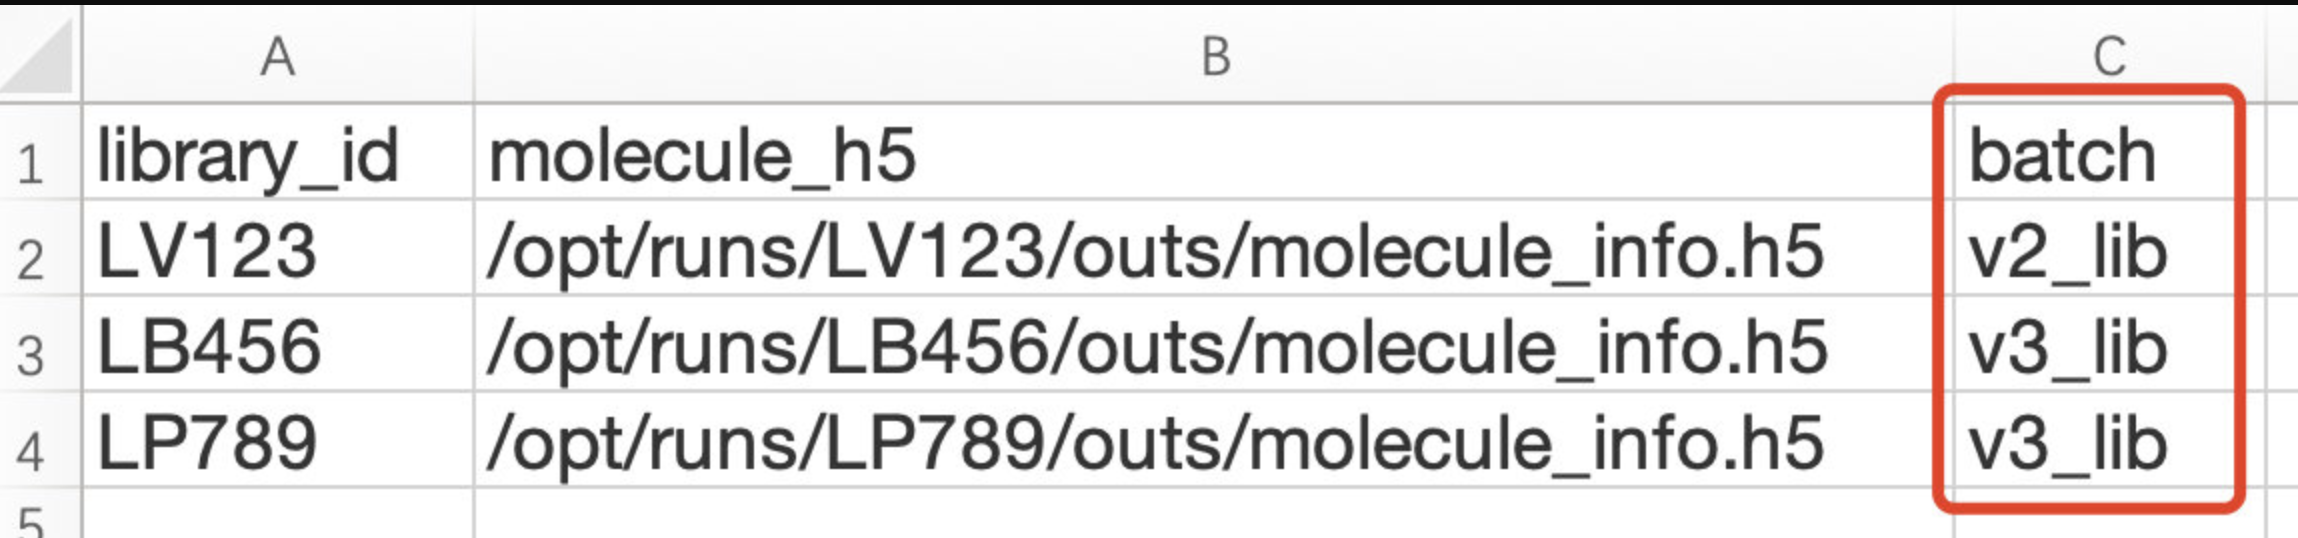 A B C
1 library_id molecule_h5 batch
2 LV123 /opt/runs/LV123/outs/molecule_info.h5 v2_lib
3 LB456 /opt/runs/LB456/outs/molecule_info.h5 v3_lib
4 LP789 /opt/runs/LP789/outs/molecule_info.h5 v3_lib
5